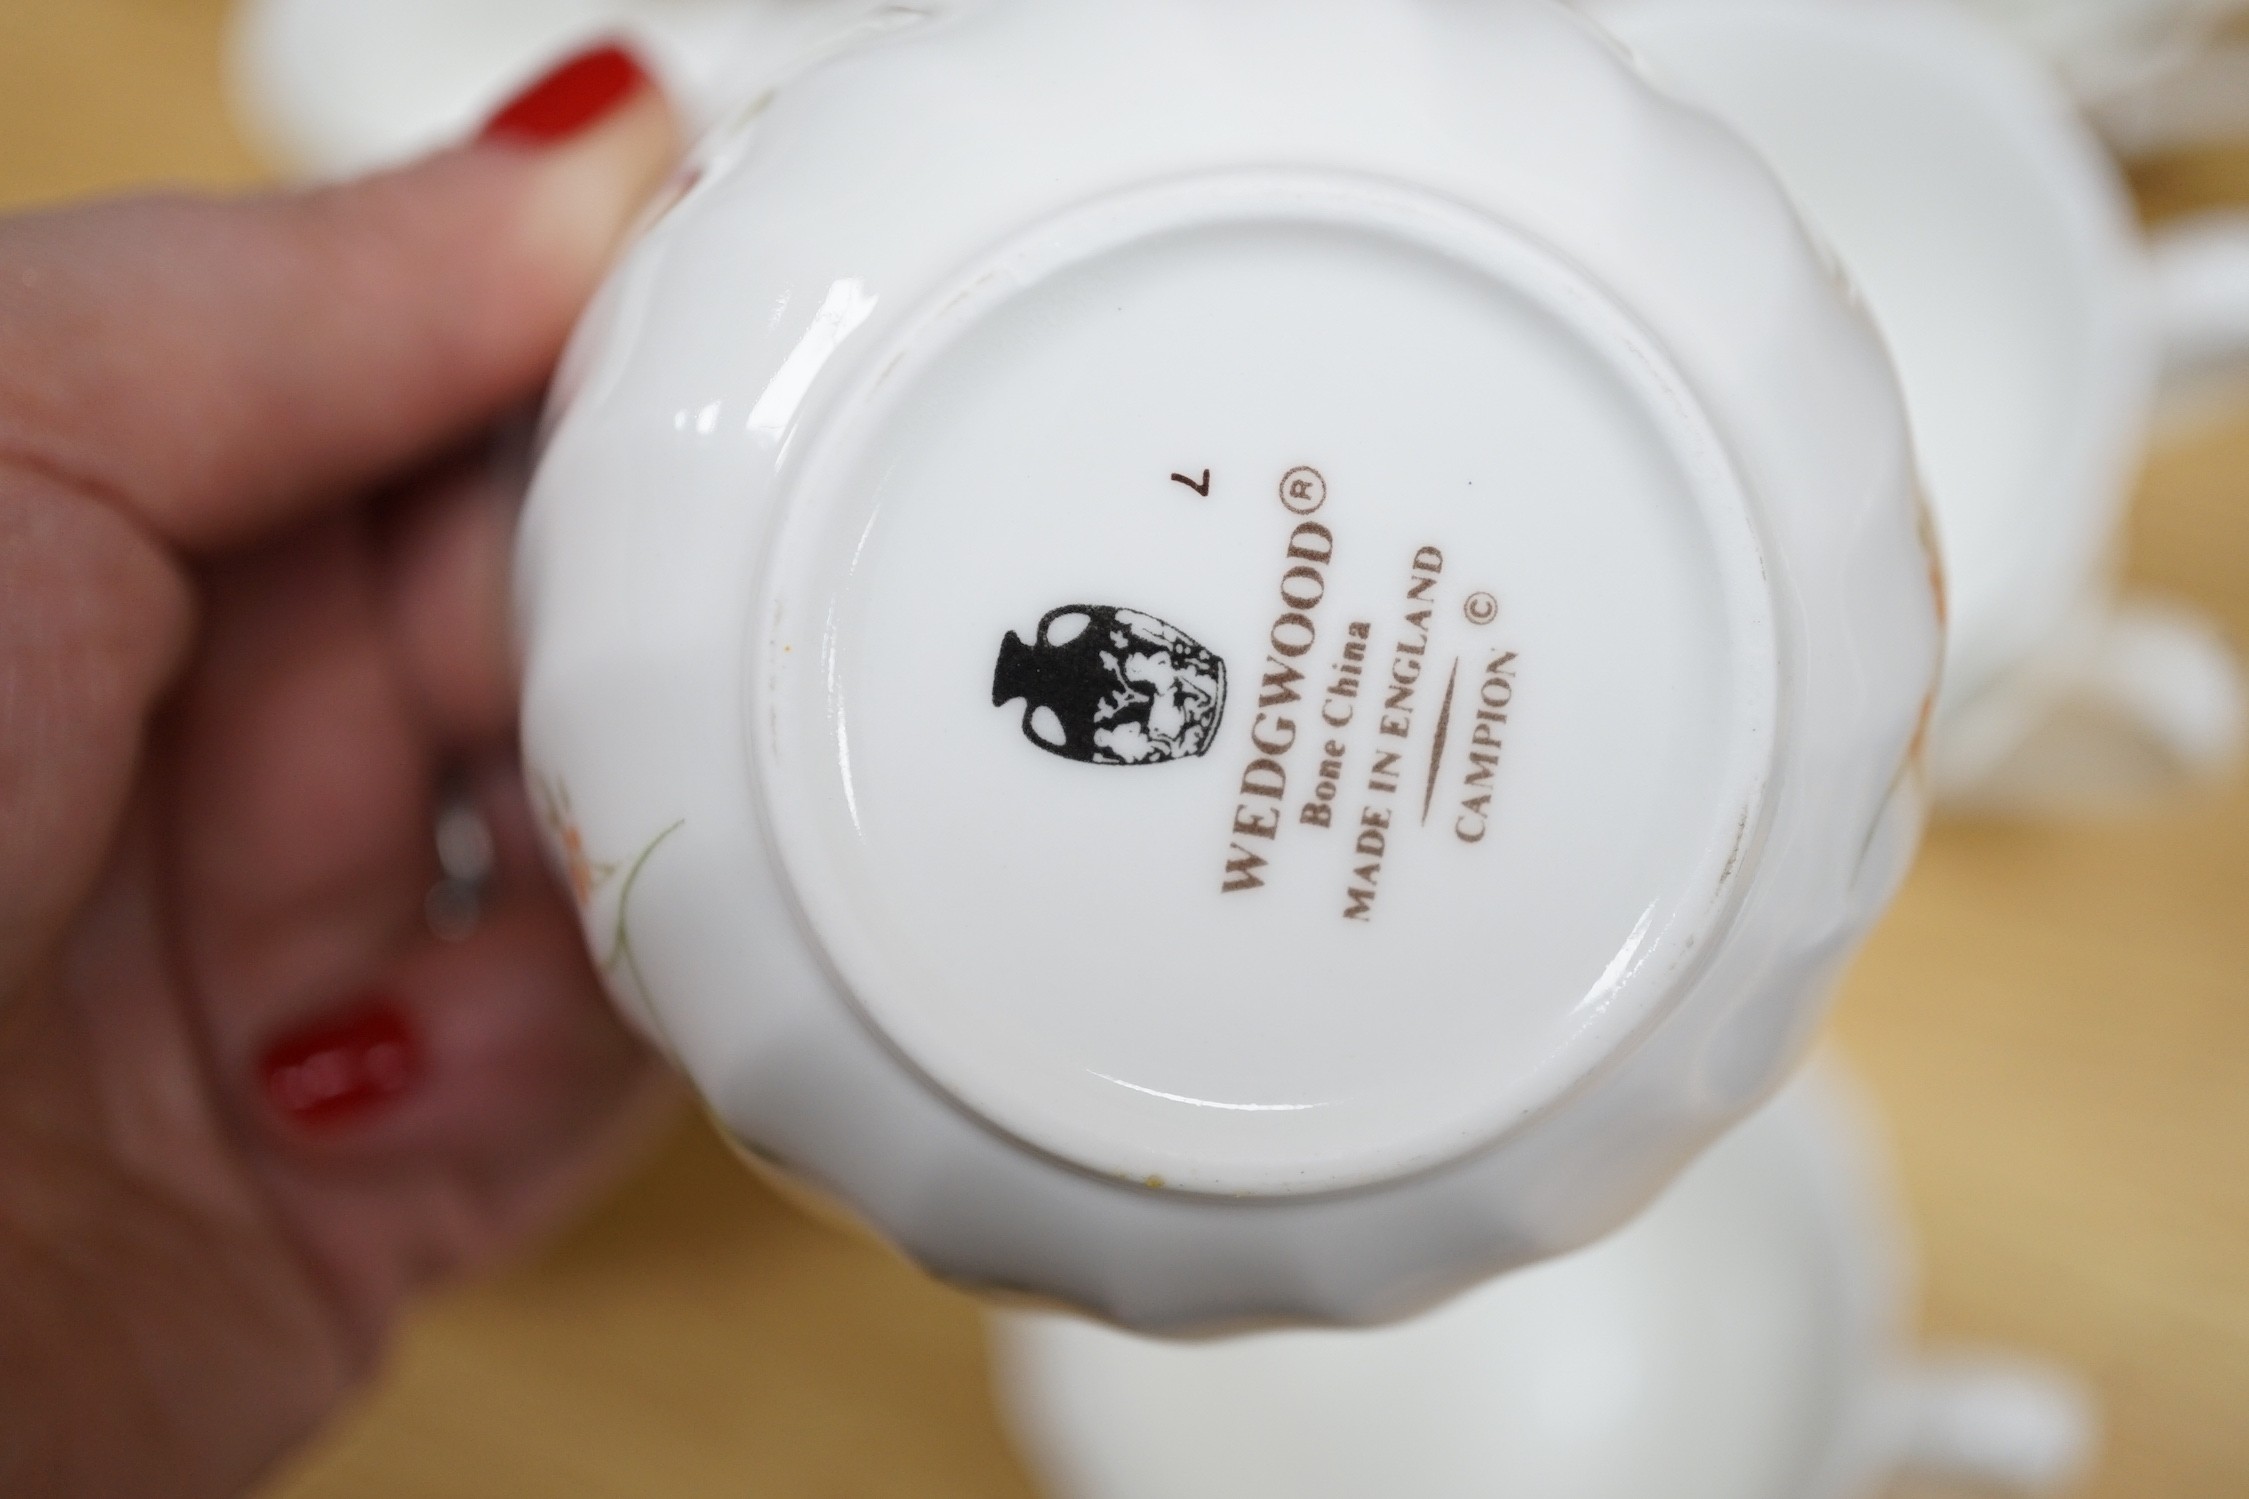 7
WEDGWOOD®
Bone China
MADE IN ENGLAND
CAMPION ©